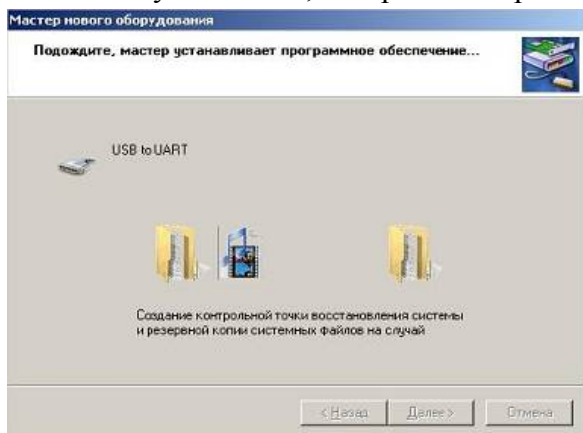 Мастер нового оборудования
Подождите, мастер устанавливает программное обеспечение...
USB to UART
Создание контрольной точки восстановления системы
и резервной копии системных файлов на случай
< Назад
Далее >
Отмена